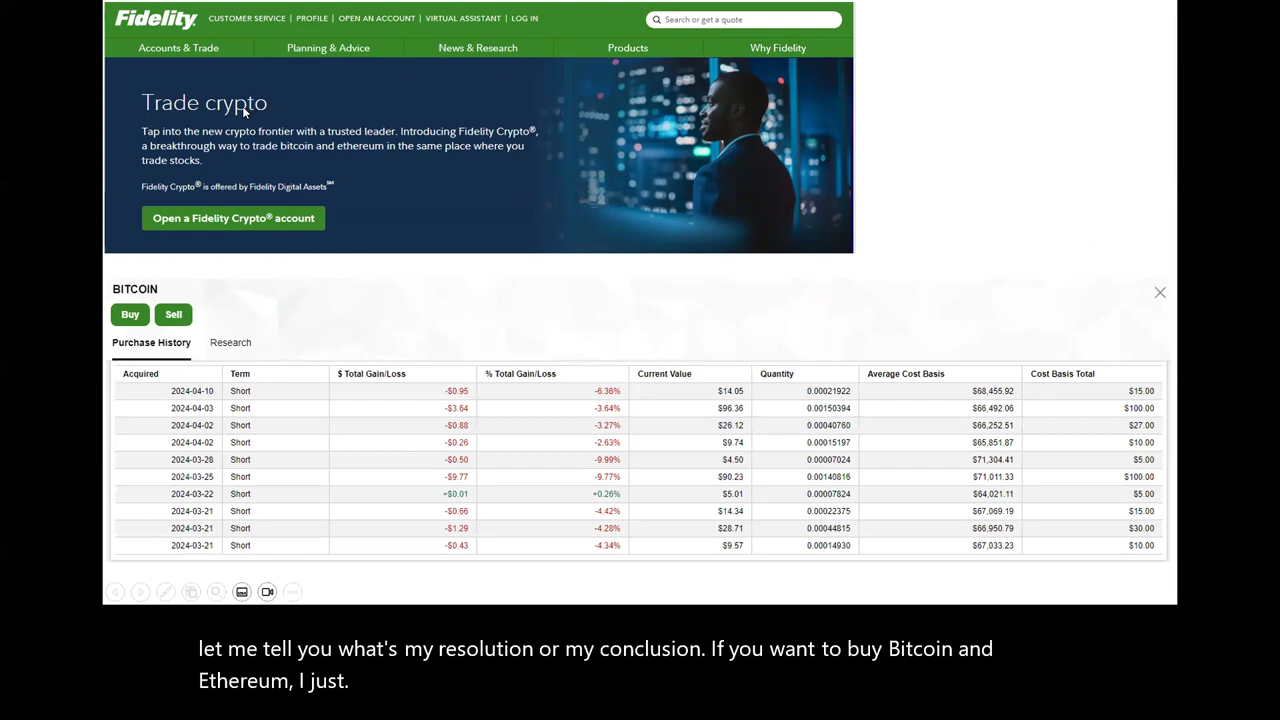 Fidelity
CUSTOMER SERVICE | PROFILE | OPEN AN ACCOUNT | VIRTUAL ASSISTANT | LOG IN
Search or get a quote
Accounts & Trade Planning & Advice News & Research Products Why Fidelity
Trade crypto
Tap into the new crypto frontier with a trusted leader. Introducing Fidelity Crypto®,
a breakthrough way to trade bitcoin and ethereum in the same place where you
trade stocks.
Fidelity Crypto® is offered by Fidelity Digital Assets℠
Open a Fidelity Crypto® account
BITCOIN
Buy Sell
Purchase History Research
Acquired Term $ Total Gain/Loss % Total Gain/Loss Current Value Quantity Average Cost Basis Cost Basis Total
2024-04-10 Short -$0.95 -6.36% $14.05 0.00021922 $68,455.92 $15.00
2024-04-03 Short -$3.64 -3.64% $96.36 0.00150394 $66,492.06 $100.00
2024-04-02 Short -$0.88 -3.27% $26.12 0.00040760 $66,252.51 $27.00
2024-04-02 Short -$0.26 -2.63% $9.74 0.00015197 $65,851.87 $10.00
2024-03-28 Short -$0.50 -9.99% $4.50 0.00007024 $71,304.41 $5.00
2024-03-25 Short -$9.77 -9.77% $90.23 0.00140816 $71,011.33 $100.00
2024-03-22 Short +$0.01 +0.26% $5.01 0.00007824 $64,021.11 $5.00
2024-03-21 Short -$0.66 -4.42% $14.34 0.00022375 $67,069.19 $15.00
2024-03-21 Short -$1.29 -4.28% $28.71 0.00044815 $66,950.79 $30.00
2024-03-21 Short -$0.43 -4.34% $9.57 0.00014930 $67,033.23 $10.00
let me tell you what's my resolution or my conclusion. If you want to buy Bitcoin and
Ethereum, I just.